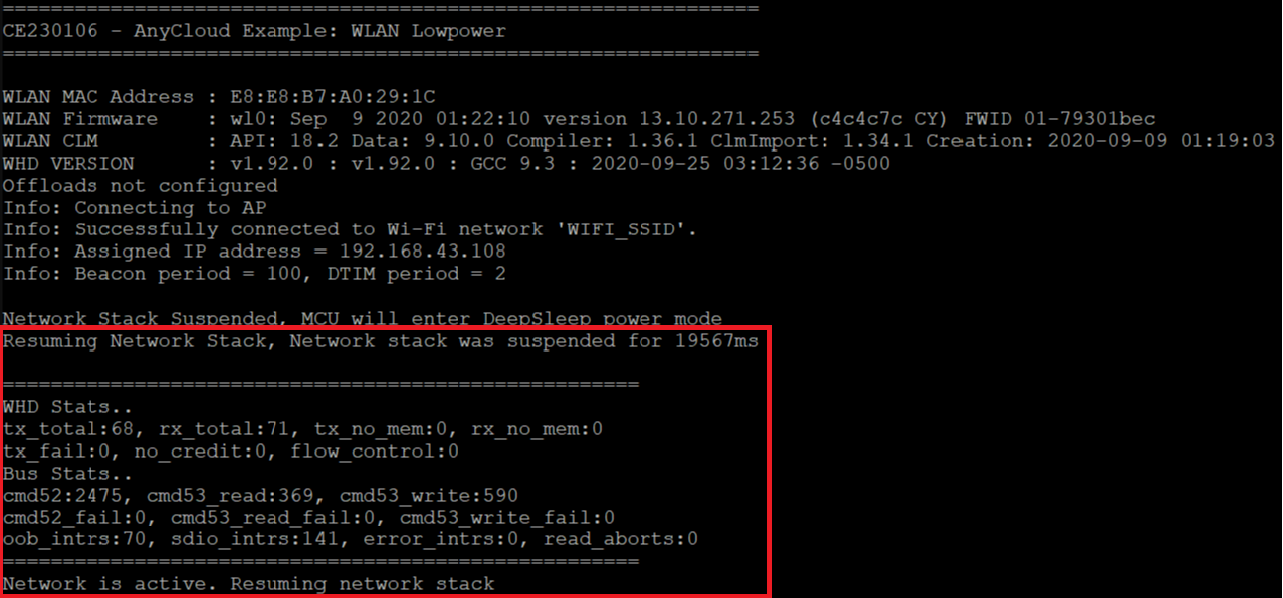 ===============================================================
CE230106 - AnyCloud Example: WLAN Lowpower
===============================================================
WLAN MAC Address : E8:E8:B7:A0:29:1C
WLAN Firmware    : wl0: Sep  9 2020 01:22:10 version 13.10.271.253 (c4c4c7c CY) FWID 01-79301bec
WLAN CLM         : API: 18.2 Data: 9.10.0 Compiler: 1.36.1 ClmImport: 1.34.1 Creation: 2020-09-09 01:19:03
WHD VERSION      : v1.92.0 : v1.92.0 : GCC 9.3 : 2020-09-25 03:12:36 -0500
Offloads not configured
Info: Connecting to AP
Info: Successfully connected to Wi-Fi network 'WIFI_SSID'.
Info: Assigned IP address = 192.168.43.108
Info: Beacon period = 100, DTIM period = 2
Network Stack Suspended, MCU will enter DeepSleep power mode
Resuming Network Stack, Network stack was suspended for 19567ms
=====================================================
WHD Stats..
tx_total:68, rx_total:71, tx_no_mem:0, rx_no_mem:0
tx_fail:0, no_credit:0, flow_control:0
Bus Stats..
cmd52:2475, cmd53_read:369, cmd53_write:590
cmd52_fail:0, cmd53_read_fail:0, cmd53_write_fail:0
oob_intrs:70, sdio_intrs:141, error_intrs:0, read_aborts:0
=====================================================
Network is active. Resuming network stack